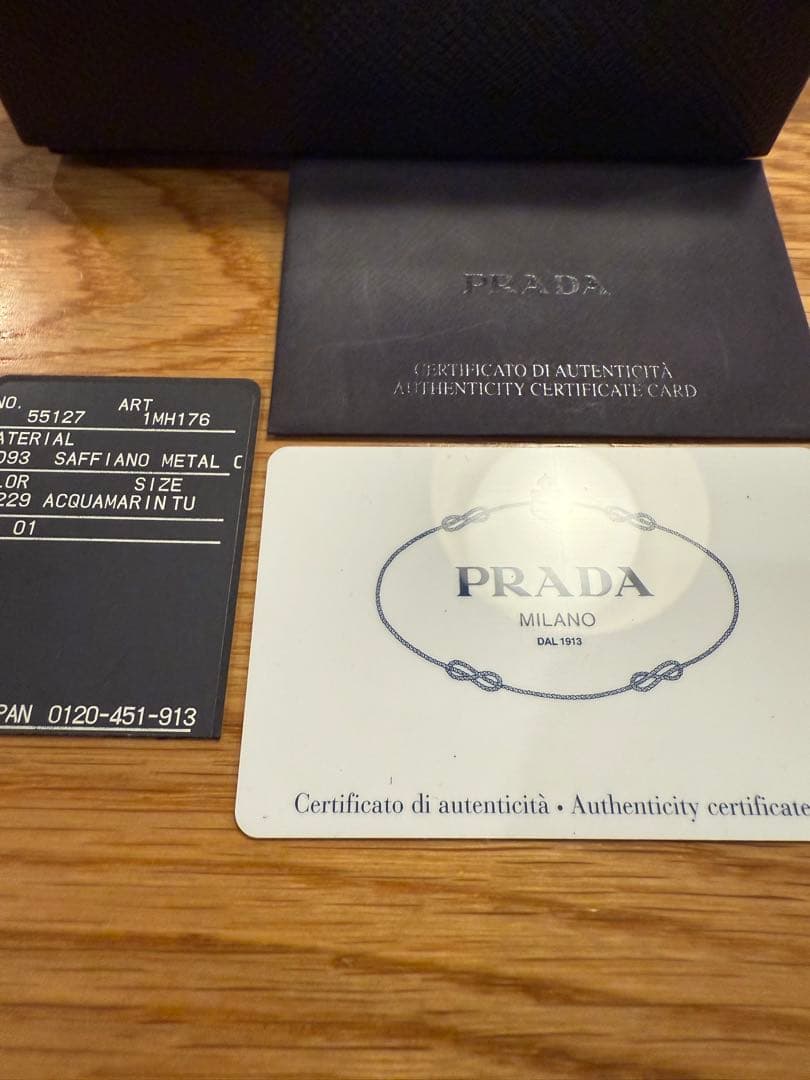 PRADA
CERTIFICATO DI AUTENTICITÀ
AUTHENTICITY CERTIFICATE CARD
NO. 55127 ART 1MH176
ATERIAL
093 SAFFIANO METAL C
LOR SIZE
229 ACQUAMARIN TU
01
PAN 0120-451-913
PRADA
MILANO
DAL 1913
Certificato di autenticità • Authenticity certificate